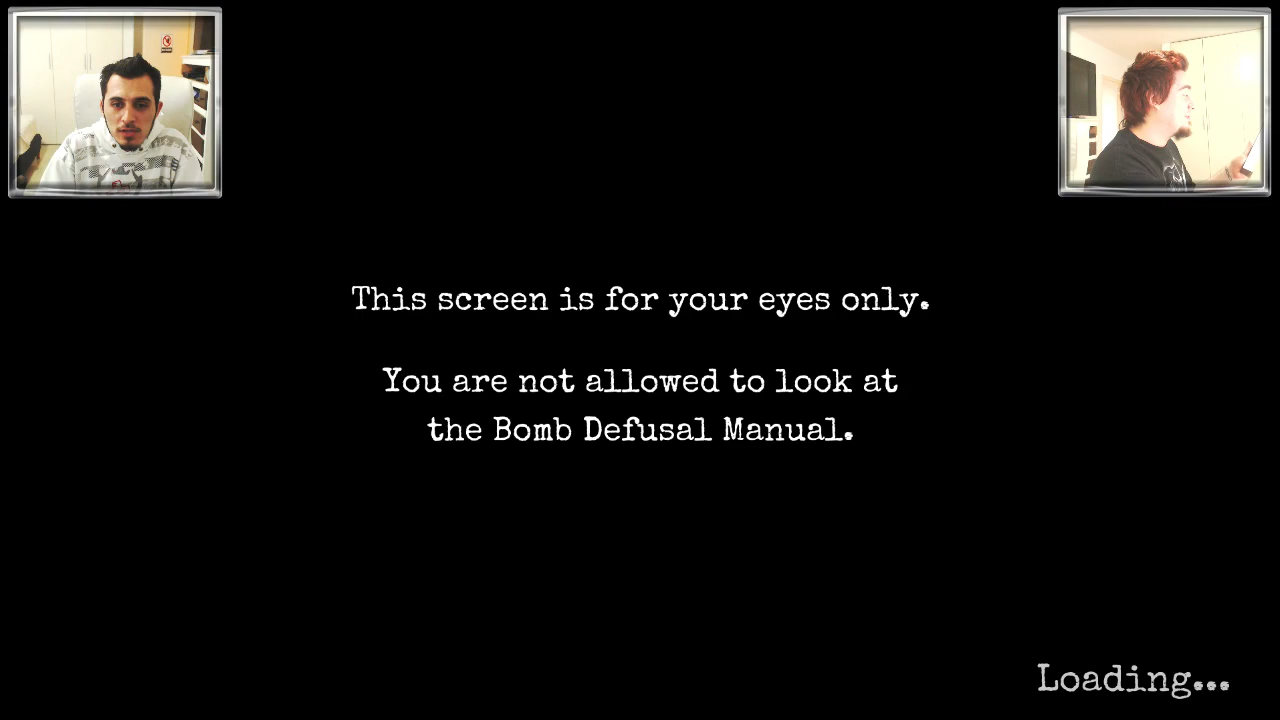 This screen is for your eyes only.
You are not allowed to look at
the Bomb Defusal Manual.
Loading...